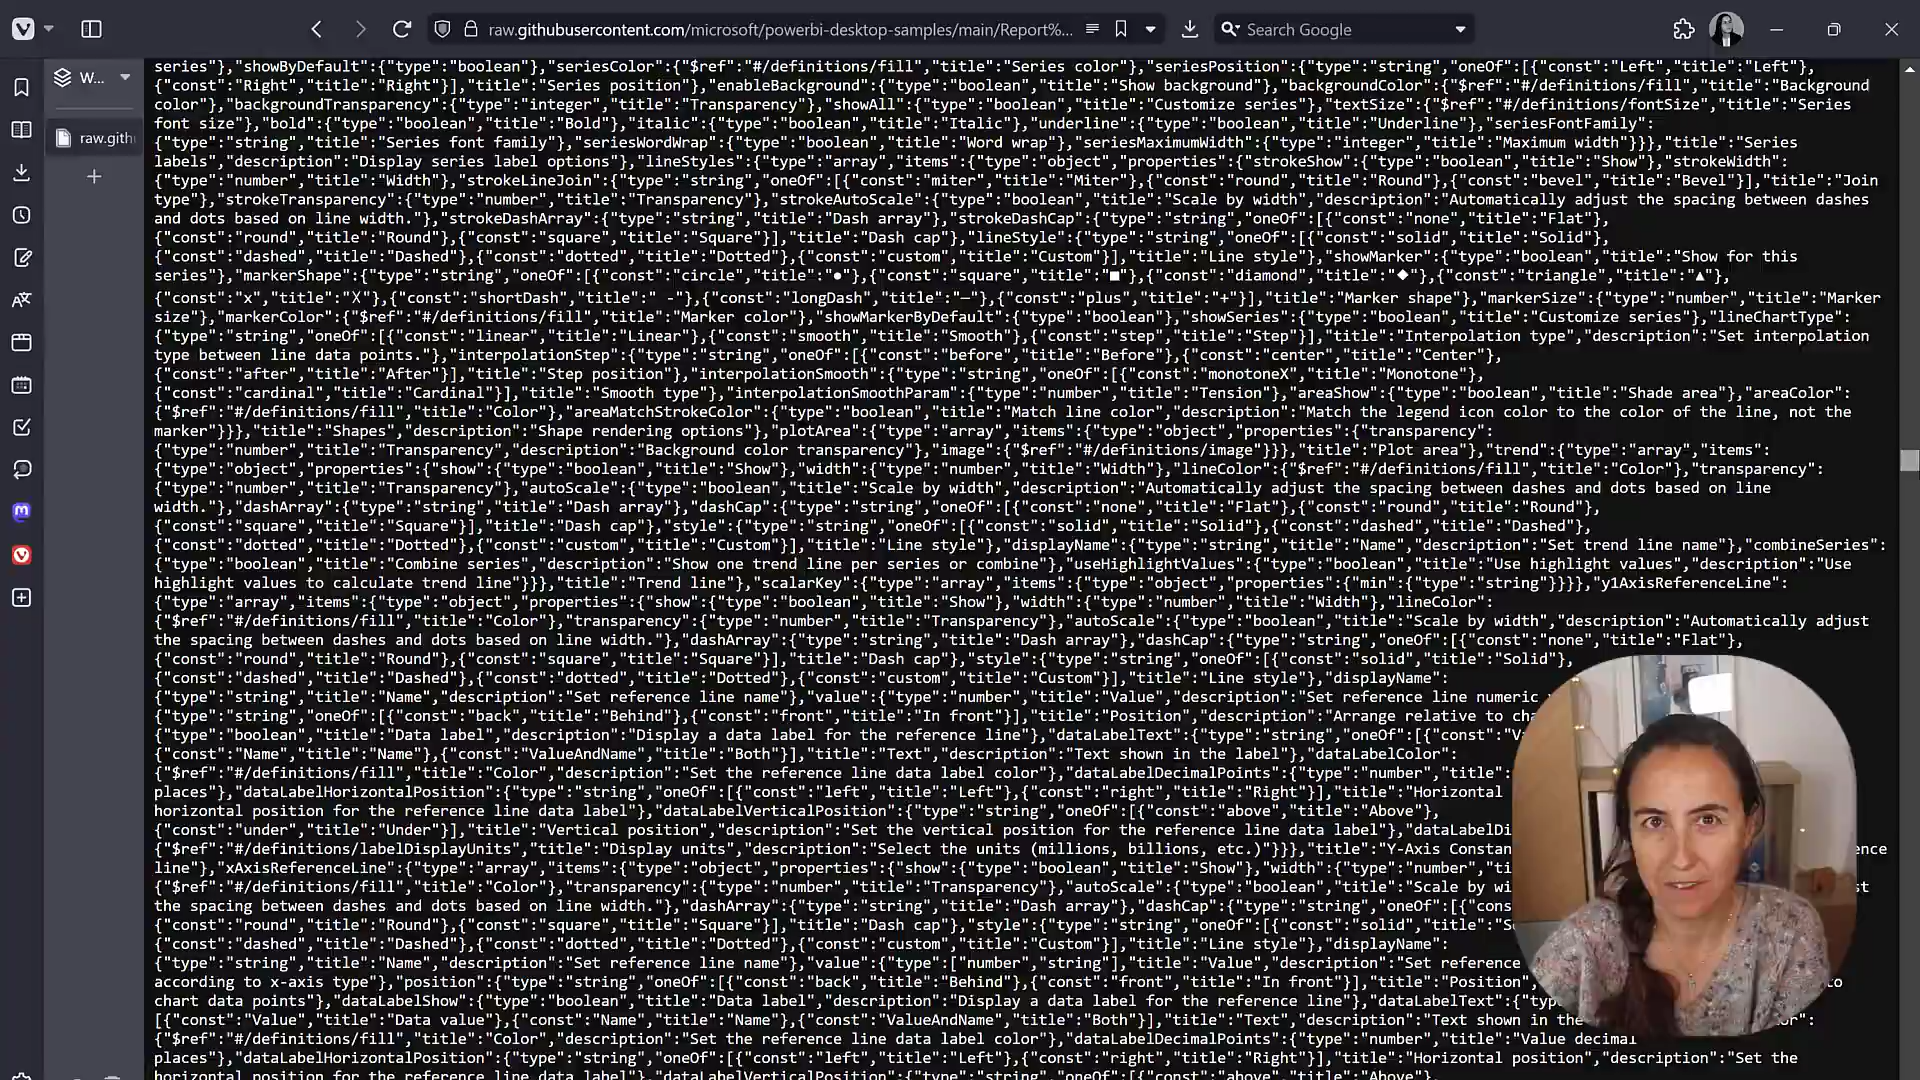 raw.githubusercontent.com/microsoft/powerbi-desktop-samples/main/Report%...
Search Google
W...
raw.gith
series"},"showByDefault":{"type":"boolean"},"seriesColor":{"$ref":"#/definitions/fill","title":"Series color"},"seriesPosition":{"type":"string","oneOf":[{"const":"Left","title":"Left"},
{"const":"Right","title":"Right"}],"title":"Series position"},"enableBackground":{"type":"boolean","title":"Show background"},"backgroundColor":{"$ref":"#/definitions/fill","title":"Background
color"},"backgroundTransparency":{"type":"integer","title":"Transparency"},"showAll":{"type":"boolean","title":"Customize series"},"textSize":{"$ref":"#/definitions/fontSize","title":"Series
font size"},"bold":{"type":"boolean","title":"Bold"},"italic":{"type":"boolean","title":"Italic"},"underline":{"type":"boolean","title":"Underline"},"seriesFontFamily":
{"type":"string","title":"Series font family"},"seriesWordWrap":{"type":"boolean","title":"Word wrap"},"seriesMaximumWidth":{"type":"integer","title":"Maximum width"}}},"title":"Series
labels","description":"Display series label options"},"lineStyles":{"type":"array","items":{"type":"object","properties":{"strokeShow":{"type":"boolean","title":"Show"},"strokeWidth":
{"type":"number","title":"Width"},"strokeLineJoin":{"type":"string","oneOf":[{"const":"miter","title":"Miter"},{"const":"round","title":"Round"},{"const":"bevel","title":"Bevel"}],"title":"Join
type"},"strokeTransparency":{"type":"number","title":"Transparency"},"strokeAutoScale":{"type":"boolean","title":"Scale by width","description":"Automatically adjust the spacing between dashes
and dots based on line width."},"strokeDashArray":{"type":"string","title":"Dash array"},"strokeDashCap":{"type":"string","oneOf":[{"const":"none","title":"Flat"},
{"const":"round","title":"Round"},{"const":"square","title":"Square"}],"title":"Dash cap"},"lineStyle":{"type":"string","oneOf":[{"const":"solid","title":"Solid"},
{"const":"dashed","title":"Dashed"},{"const":"dotted","title":"Dotted"},{"const":"custom","title":"Custom"}],"title":"Line style"},"showMarker":{"type":"boolean","title":"Show for this
series"},"markerShape":{"type":"string","oneOf":[{"const":"circle","title":"●"},{"const":"square","title":"■"},{"const":"diamond","title":"◆"},{"const":"triangle","title":"▲"},
{"const":"x","title":"☓"},{"const":"shortDash","title":" -"},{"const":"longDash","title":"—"},{"const":"plus","title":"+"}],"title":"Marker shape"},"markerSize":{"type":"number","title":"Marker
size"},"markerColor":{"$ref":"#/definitions/fill","title":"Marker color"},"showMarkerByDefault":{"type":"boolean"},"showSeries":{"type":"boolean","title":"Customize series"},"lineChartType":
{"type":"string","oneOf":[{"const":"linear","title":"Linear"},{"const":"smooth","title":"Smooth"},{"const":"step","title":"Step"}],"title":"Interpolation type","description":"Set interpolation
type between line data points."},"interpolationStep":{"type":"string","oneOf":[{"const":"before","title":"Before"},{"const":"center","title":"Center"},
{"const":"after","title":"After"}],"title":"Step position"},"interpolationSmooth":{"type":"string","oneOf":[{"const":"monotoneX","title":"Monotone"},
{"const":"cardinal","title":"Cardinal"}],"title":"Smooth type"},"interpolationSmoothParam":{"type":"number","title":"Tension"},"areaShow":{"type":"boolean","title":"Shade area"},"areaColor":
{"$ref":"#/definitions/fill","title":"Color"},"areaMatchStrokeColor":{"type":"boolean","title":"Match line color","description":"Match the legend icon color to the color of the line, not the
marker"}}},"title":"Shapes","description":"Shape rendering options"},"plotArea":{"type":"array","items":{"type":"object","properties":{"transparency":
{"type":"number","title":"Transparency","description":"Background color transparency"},"image":{"$ref":"#/definitions/image"}}},"title":"Plot area"},"trend":{"type":"array","items":
{"type":"object","properties":{"show":{"type":"boolean","title":"Show"},"width":{"type":"number","title":"Width"},"lineColor":{"$ref":"#/definitions/fill","title":"Color"},"transparency":
{"type":"number","title":"Transparency"},"autoScale":{"type":"boolean","title":"Scale by width","description":"Automatically adjust the spacing between dashes and dots based on line
width."},"dashArray":{"type":"string","title":"Dash array"},"dashCap":{"type":"string","oneOf":[{"const":"none","title":"Flat"},{"const":"round","title":"Round"},
{"const":"square","title":"Square"}],"title":"Dash cap"},"style":{"type":"string","oneOf":[{"const":"solid","title":"Solid"},{"const":"dashed","title":"Dashed"},
{"const":"dotted","title":"Dotted"},{"const":"custom","title":"Custom"}],"title":"Line style"},"displayName":{"type":"string","title":"Name","description":"Set trend line name"},"combineSeries":
{"type":"boolean","title":"Combine series","description":"Show one trend line per series or combine"},"useHighlightValues":{"type":"boolean","title":"Use highlight values","description":"Use
highlight values to calculate trend line"}}},"title":"Trend line"},"scalarKey":{"type":"array","items":{"type":"object","properties":{"min":{"type":"string"}}}},"y1AxisReferenceLine":
{"type":"array","items":{"type":"object","properties":{"show":{"type":"boolean","title":"Show"},"width":{"type":"number","title":"Width"},"lineColor":
{"$ref":"#/definitions/fill","title":"Color"},"transparency":{"type":"number","title":"Transparency"},"autoScale":{"type":"boolean","title":"Scale by width","description":"Automatically adjust
the spacing between dashes and dots based on line width."},"dashArray":{"type":"string","title":"Dash array"},"dashCap":{"type":"string","oneOf":[{"const":"none","title":"Flat"},
{"const":"round","title":"Round"},{"const":"square","title":"Square"}],"title":"Dash cap"},"style":{"type":"string","oneOf":[{"const":"solid","title":"Solid"},
{"const":"dashed","title":"Dashed"},{"const":"dotted","title":"Dotted"},{"const":"custom","title":"Custom"}],"title":"Line style"},"displayName":
{"type":"string","title":"Name","description":"Set reference line name"},"value":{"type":"number","title":"Value","description":"Set reference line numeric
{"type":"string","oneOf":[{"const":"back","title":"Behind"},{"const":"front","title":"In front"}],"title":"Position","description":"Arrange relative to ch
{"type":"boolean","title":"Data label","description":"Display a data label for the reference line"},"dataLabelText":{"type":"string","oneOf":[{"const":"V
{"const":"Name","title":"Name"},{"const":"ValueAndName","title":"Both"}],"title":"Text","description":"Text shown in the label"},"dataLabelColor":
{"$ref":"#/definitions/fill","title":"Color","description":"Set the reference line data label color"},"dataLabelDecimalPoints":{"type":"number","title":
places"},"dataLabelHorizontalPosition":{"type":"string","oneOf":[{"const":"left","title":"Left"},{"const":"right","title":"Right"}],"title":"Horizontal
horizontal position for the reference line data label"},"dataLabelVerticalPosition":{"type":"string","oneOf":[{"const":"above","title":"Above"},
{"const":"under","title":"Under"}],"title":"Vertical position","description":"Set the vertical position for the reference line data label"},"dataLabelDi
{"$ref":"#/definitions/labelDisplayUnits","title":"Display units","description":"Select the units (millions, billions, etc.)"}}},"title":"Y-Axis Constan ence
line"},"xAxisReferenceLine":{"type":"array","items":{"type":"object","properties":{"show":{"type":"boolean","title":"Show"},"width":{"type":"number","tit
{"$ref":"#/definitions/fill","title":"Color"},"transparency":{"type":"number","title":"Transparency"},"autoScale":{"type":"boolean","title":"Scale by wi st
the spacing between dashes and dots based on line width."},"dashArray":{"type":"string","title":"Dash array"},"dashCap":{"type":"string","oneOf":[{"cons
{"const":"round","title":"Round"},{"const":"square","title":"Square"}],"title":"Dash cap"},"style":{"type":"string","oneOf":[{"const":"solid","title":"S
{"const":"dashed","title":"Dashed"},{"const":"dotted","title":"Dotted"},{"const":"custom","title":"Custom"}],"title":"Line style"},"displayName":
{"type":"string","title":"Name","description":"Set reference line name"},"value":{"type":["number","string"],"title":"Value","description":"Set reference
according to x-axis type"},"position":{"type":"string","oneOf":[{"const":"back","title":"Behind"},{"const":"front","title":"In front"}],"title":"Position", to
chart data points"},"dataLabelShow":{"type":"boolean","title":"Data label","description":"Display a data label for the reference line"},"dataLabelText":{"typ
[{"const":"Value","title":"Data value"},{"const":"Name","title":"Name"},{"const":"ValueAndName","title":"Both"}],"title":"Text","description":"Text shown in the or":
{"$ref":"#/definitions/fill","title":"Color","description":"Set the reference line data label color"},"dataLabelDecimalPoints":{"type":"number","title":"Value decimal
places"},"dataLabelHorizontalPosition":{"type":"string","oneOf":[{"const":"left","title":"Left"},{"const":"right","title":"Right"}],"title":"Horizontal position","description":"Set the
horizontal position for the reference line data label"},"dataLabelVerticalPosition":{"type":"string","oneOf":[{"const":"above","title":"Above"},